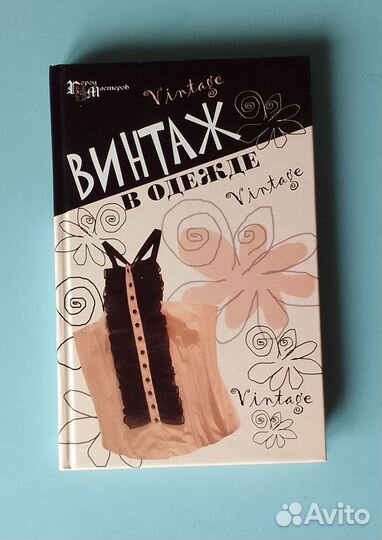 Город
Мастеров
Vintage
ВИНТАЖ
В ОДЕЖДЕ
Vintage
Vintage
Avito